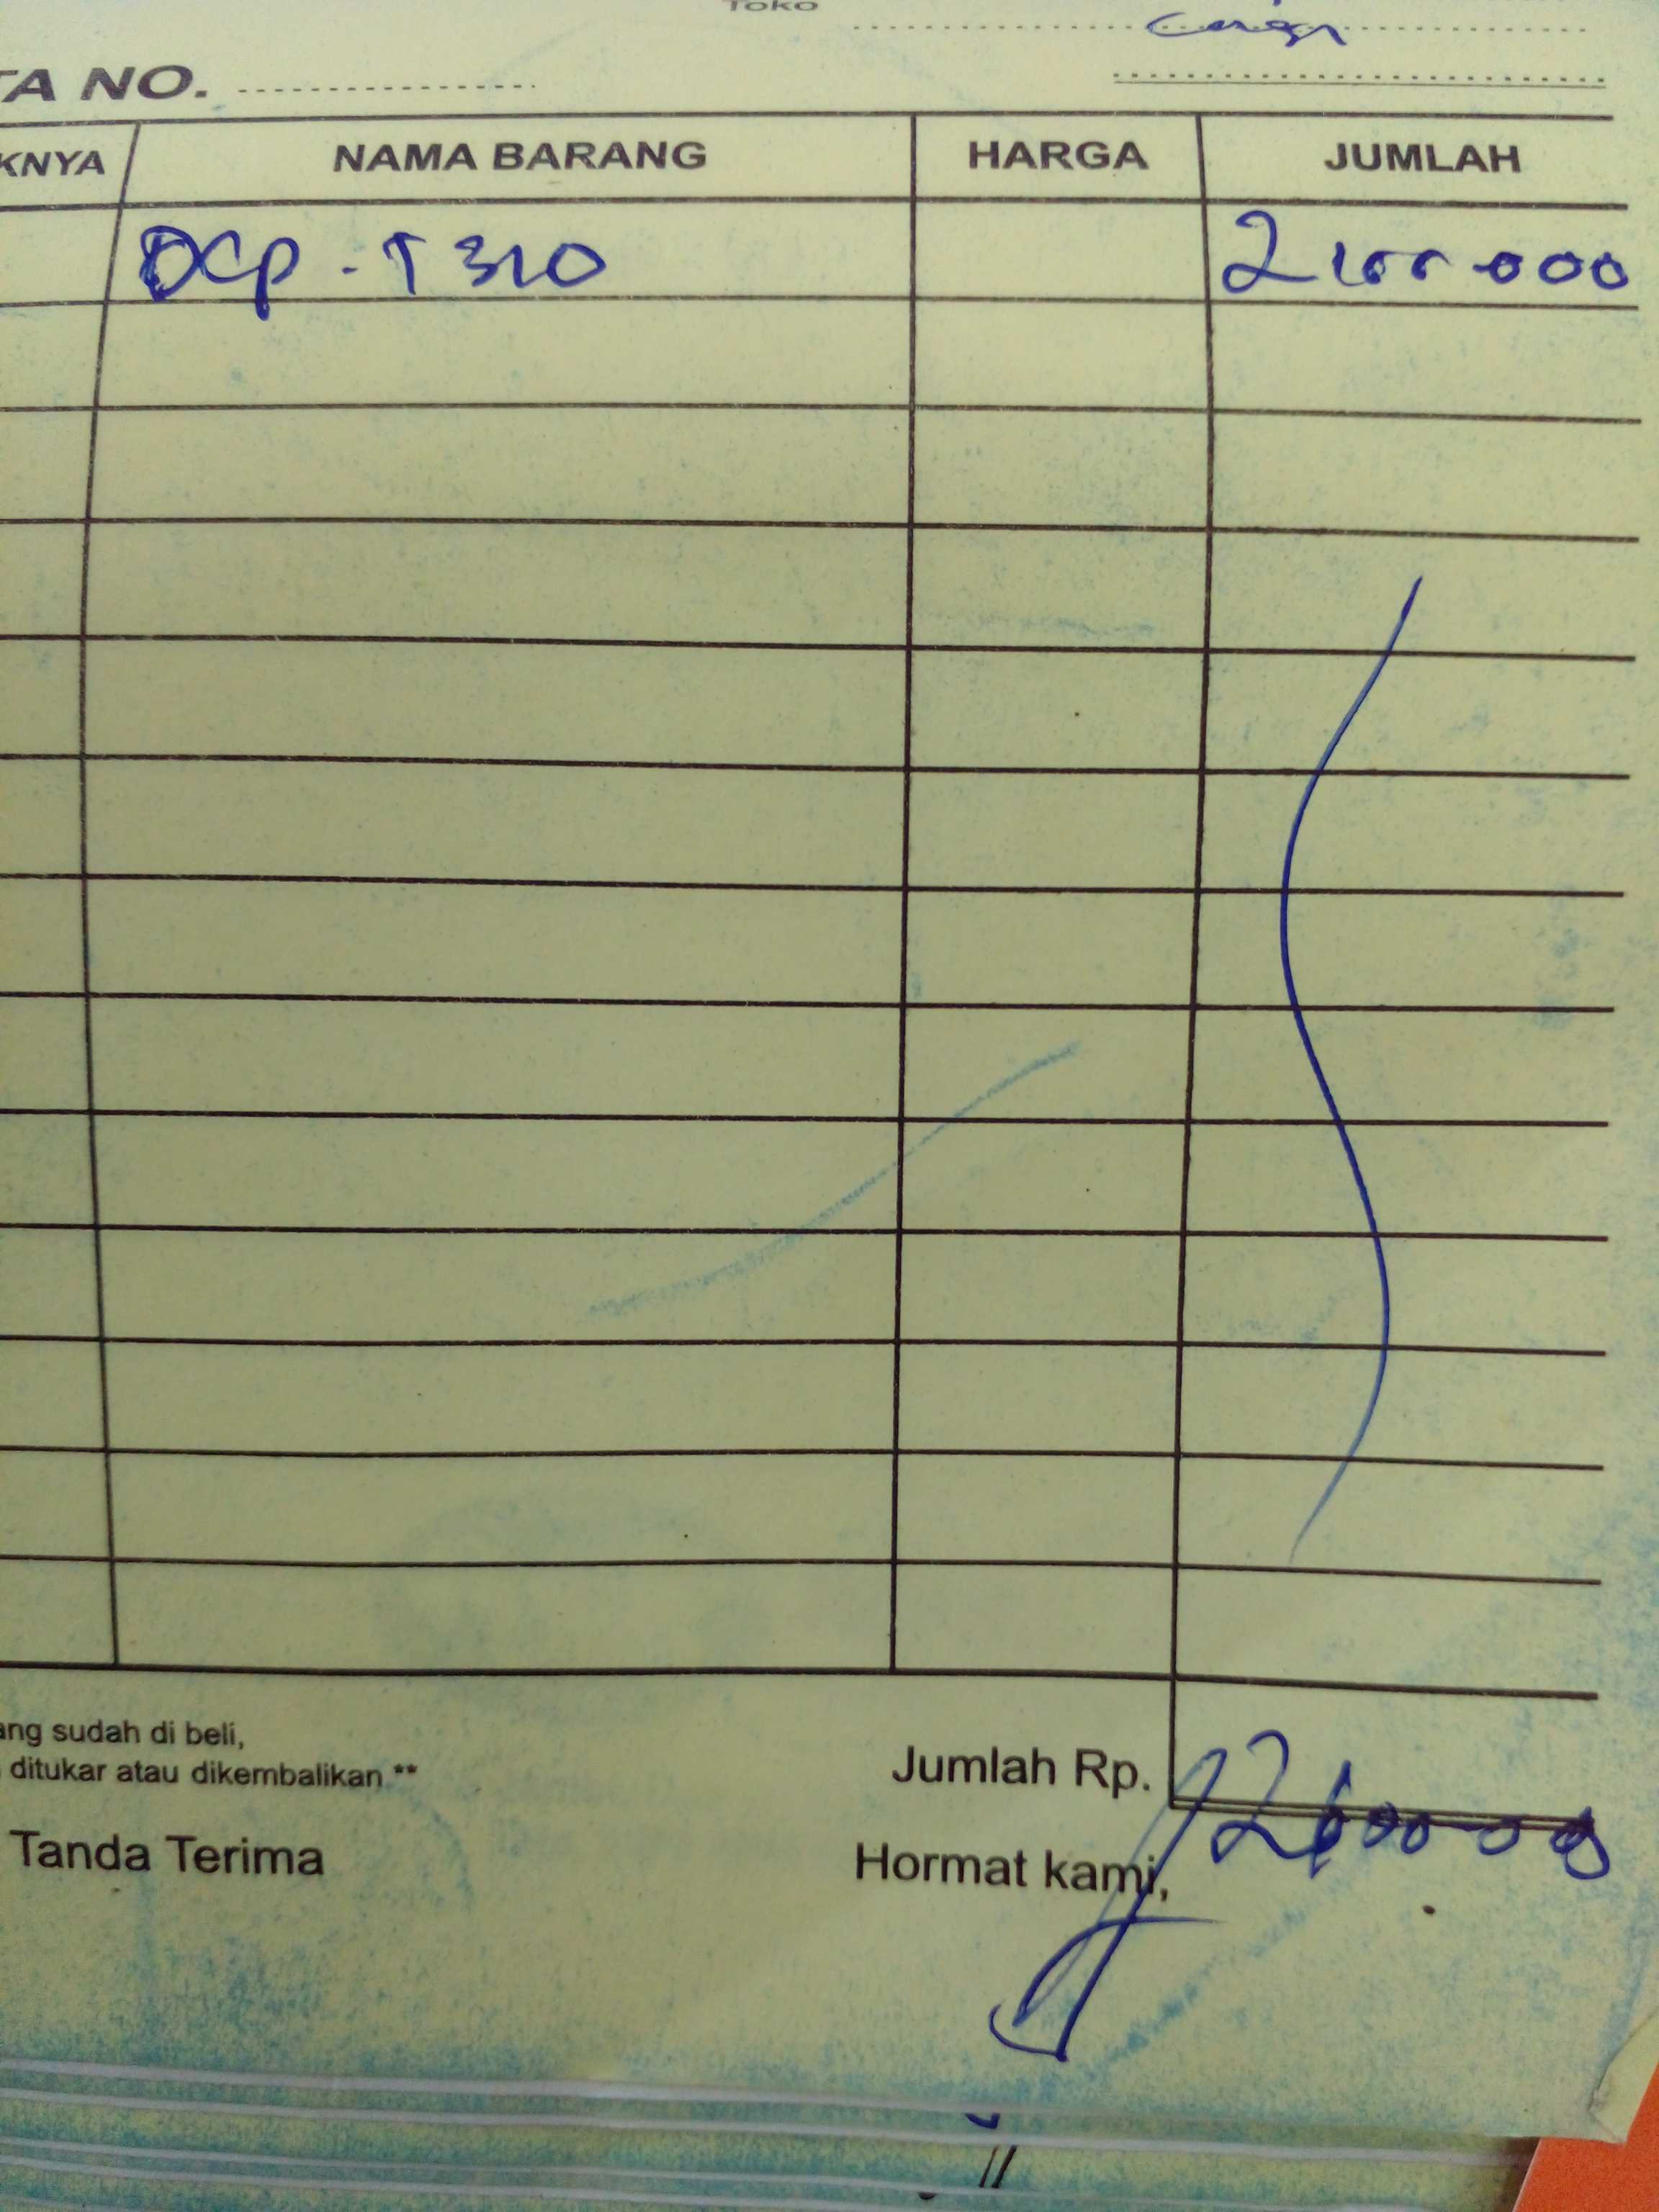 Toko
TA NO.
KNYA NAMA BARANG HARGA JUMLAH
DCP - T310 2100.000
ang sudah di beli,
ditukar atau dikembalikan **
Jumlah Rp. 2100000
Tanda Terima
Hormat kami,